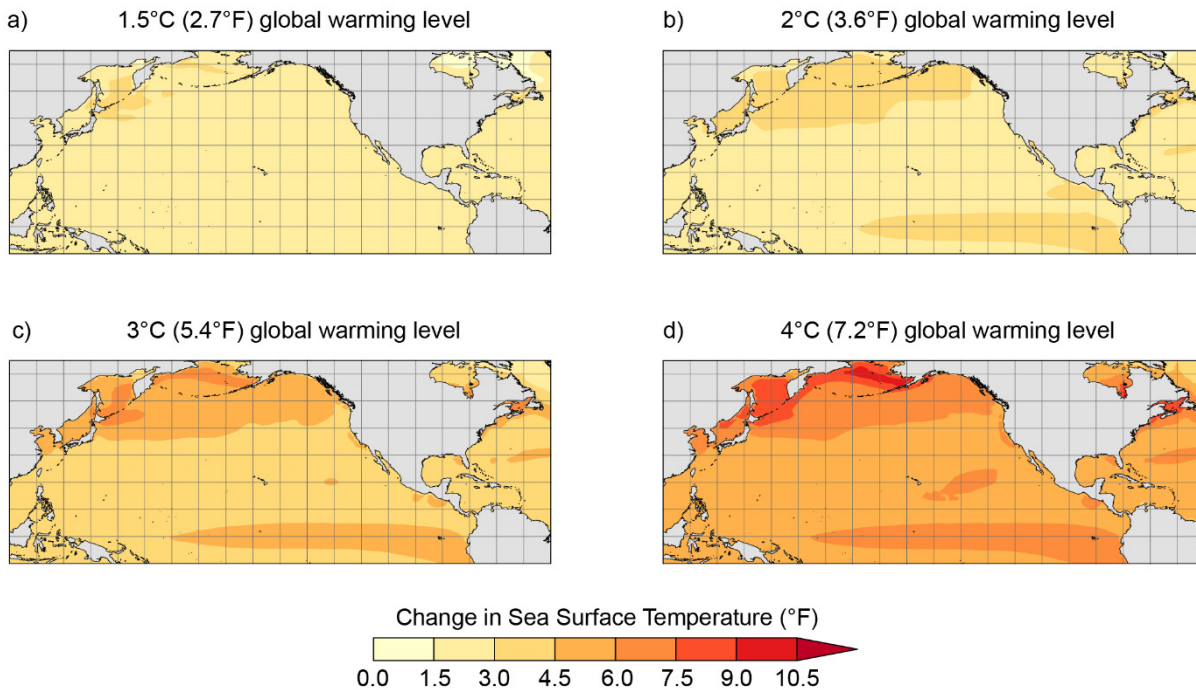 a) 1.5°C (2.7°F) global warming level
b) 2°C (3.6°F) global warming level
c) 3°C (5.4°F) global warming level
d) 4°C (7.2°F) global warming level
Change in Sea Surface Temperature (°F)
0.0 1.5 3.0 4.5 6.0 7.5 9.0 10.5